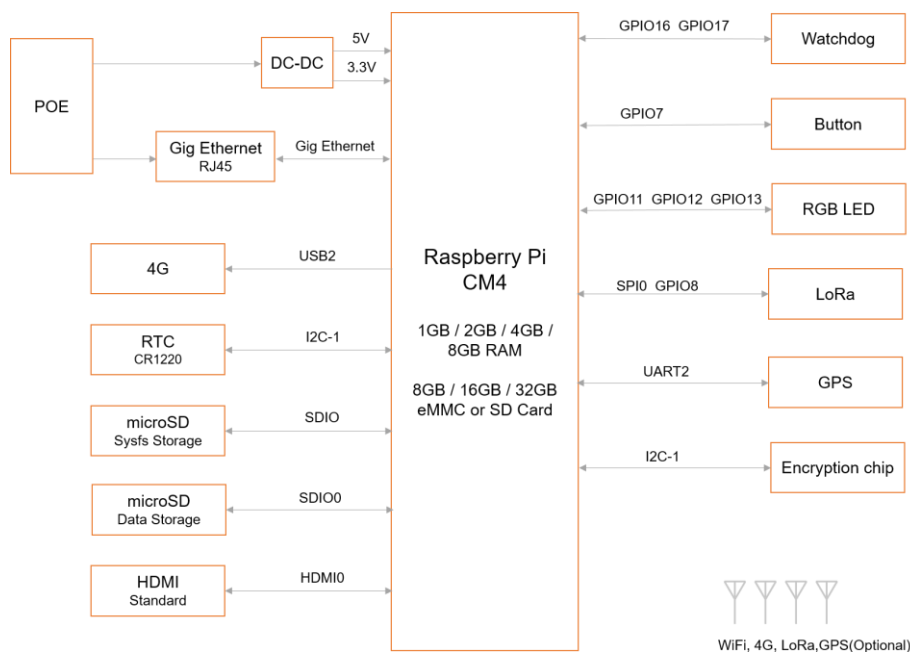 POE
DC-DC
5V
3.3V
Gig Ethernet
RJ45
Gig Ethernet
4G
USB2
RTC
CR1220
I2C-1
microSD
Sysfs Storage
SDIO
microSD
Data Storage
SDIO0
HDMI
Standard
HDMI0
Raspberry Pi
CM4
1GB / 2GB / 4GB /
8GB RAM
8GB / 16GB / 32GB
eMMC or SD Card
GPIO16 GPIO17
Watchdog
GPIO7
Button
GPIO11 GPIO12 GPIO13
RGB LED
SPI0 GPIO8
LoRa
UART2
GPS
I2C-1
Encryption chip
WiFi, 4G, LoRa,GPS(Optional)